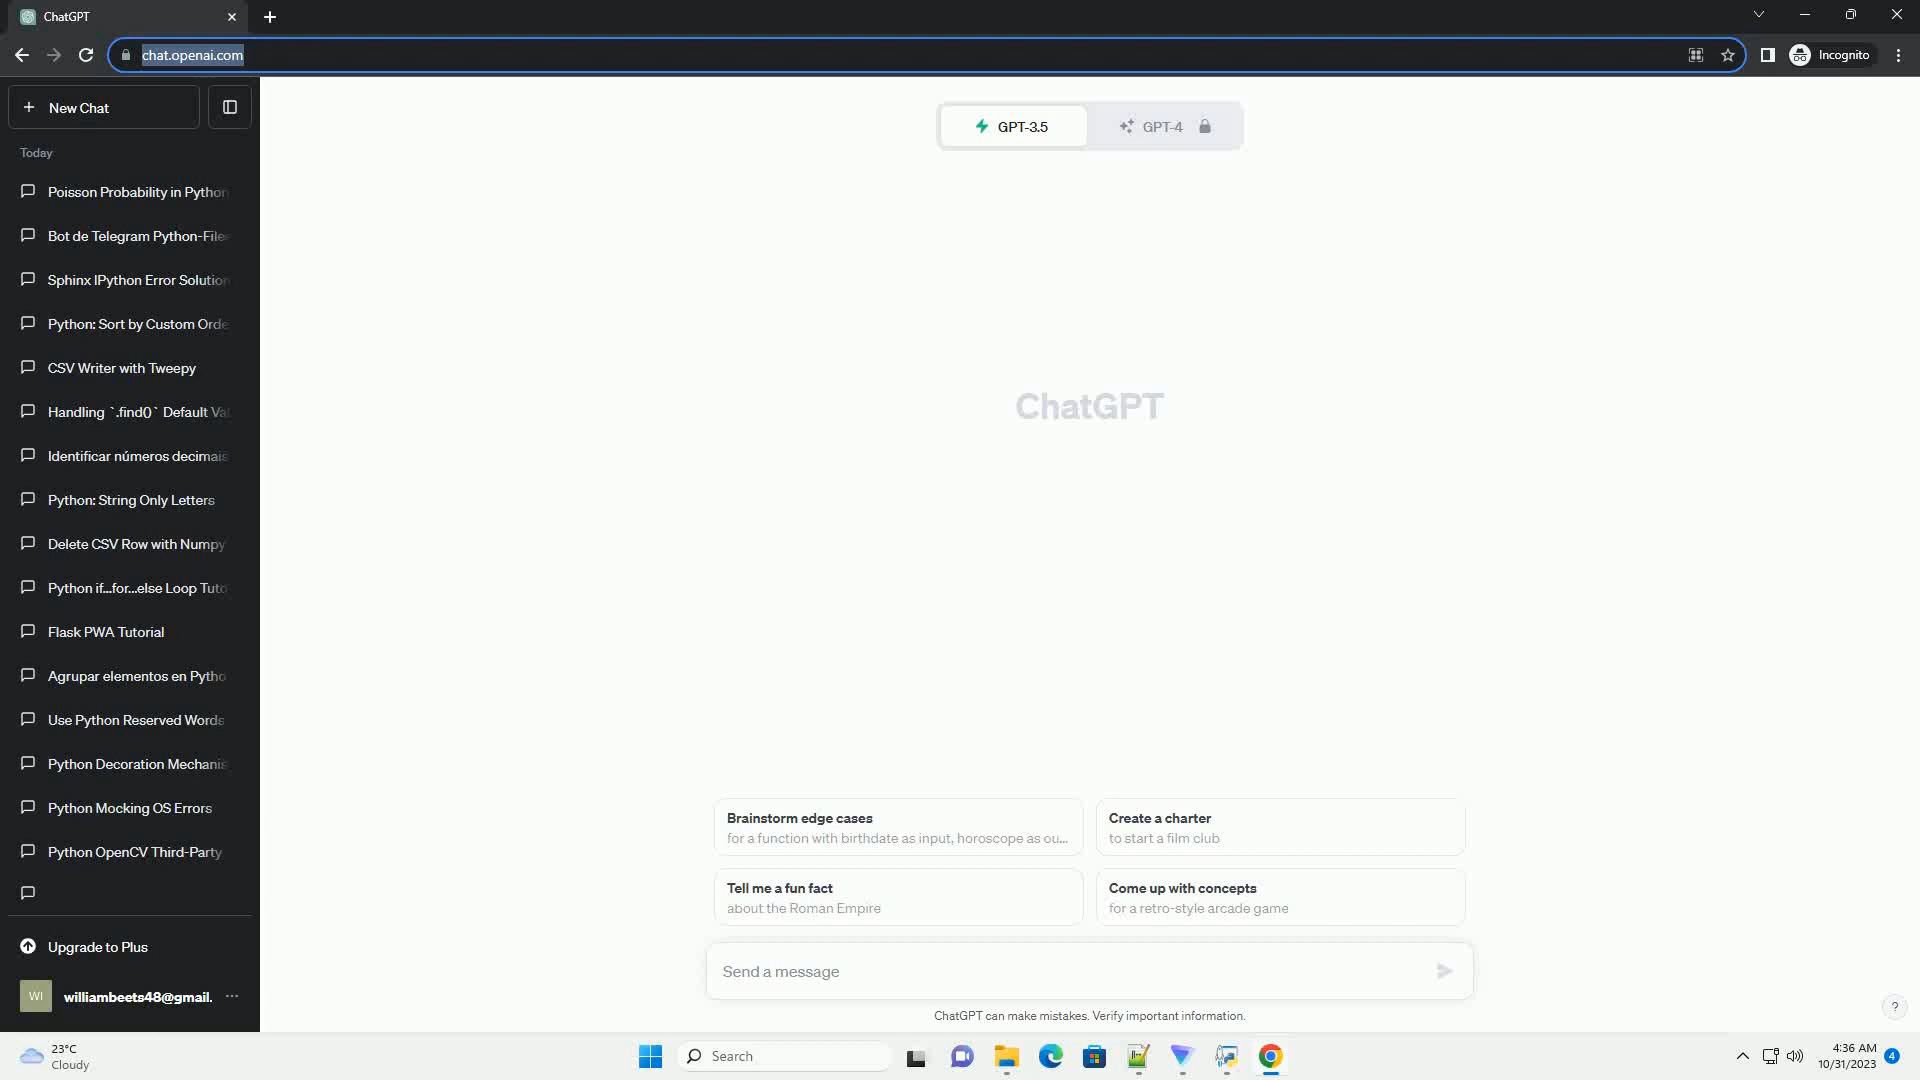 ChatGPT
chat.openai.com
Incognito
New Chat
Today
Poisson Probability in Python
Bot de Telegram Python-Files
Sphinx IPython Error Solution
Python: Sort by Custom Orde
CSV Writer with Tweepy
Handling `.find()` Default Val
Identificar números decimais
Python: String Only Letters
Delete CSV Row with Numpy
Python if...for...else Loop Tuto
Flask PWA Tutorial
Agrupar elementos en Pytho
Use Python Reserved Words
Python Decoration Mechanis
Python Mocking OS Errors
Python OpenCV Third-Party
Upgrade to Plus
WI
williambeets48@gmail.
GPT-3.5
GPT-4
ChatGPT
Brainstorm edge cases
for a function with birthdate as input, horoscope as ou...
Create a charter
to start a film club
Tell me a fun fact
about the Roman Empire
Come up with concepts
for a retro-style arcade game
Send a message
ChatGPT can make mistakes. Verify important information.
?
23°C
Cloudy
Search
4:36 AM
10/31/2023
4